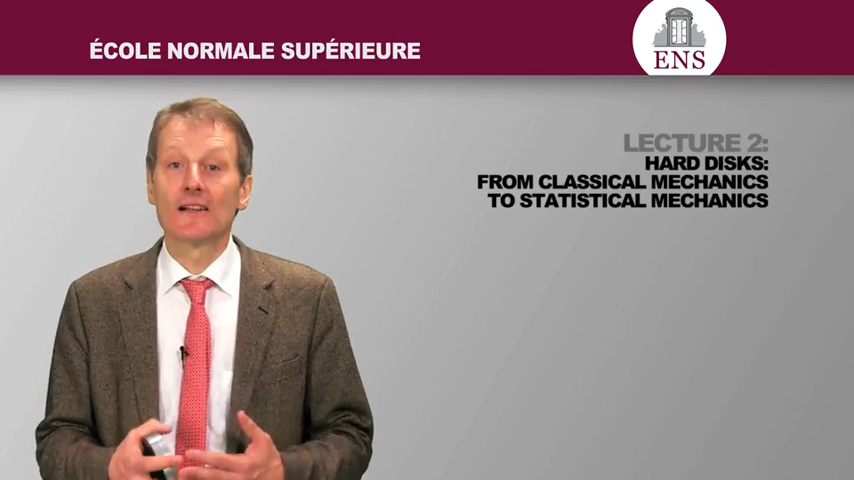 ÉCOLE NORMALE SUPÉRIEURE
ENS
LECTURE 2:
HARD DISKS:
FROM CLASSICAL MECHANICS
TO STATISTICAL MECHANICS